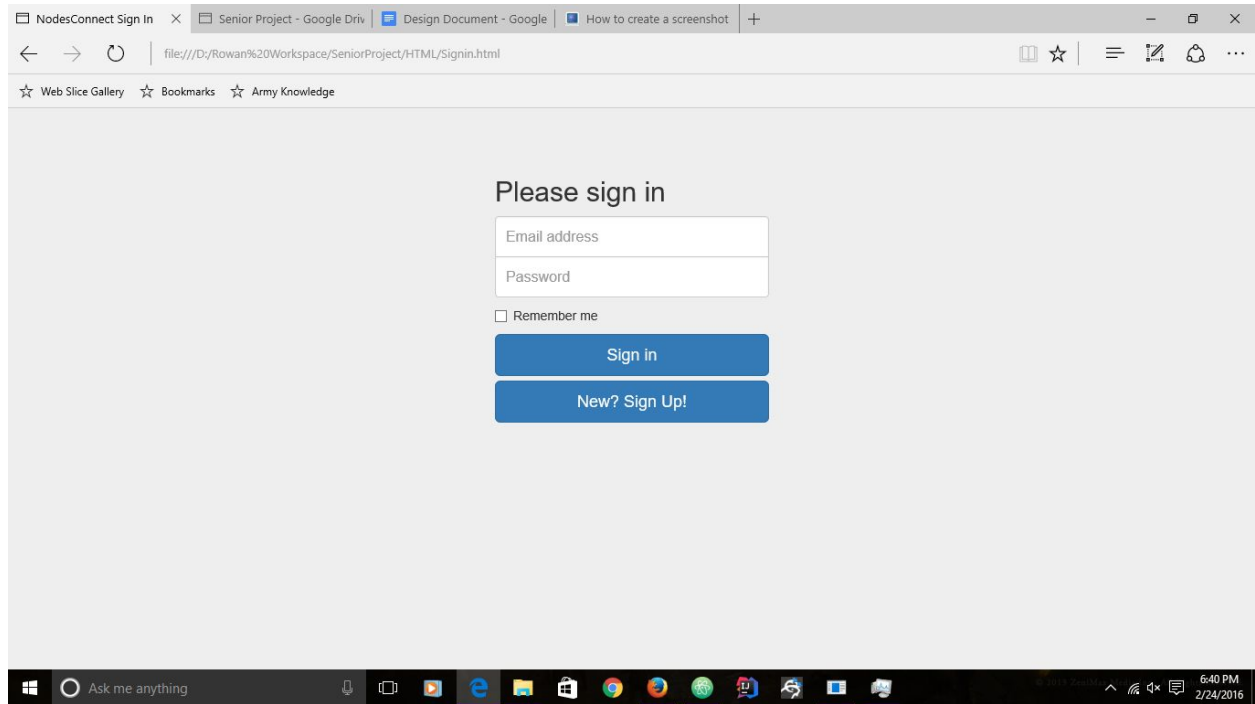 NodesConnect Sign In
Senior Project - Google Driv
Design Document - Google
How to create a screenshot
file:///D:/Rowan%20Workspace/SeniorProject/HTML/Signin.html
Web Slice Gallery
Bookmarks
Army Knowledge
Please sign in
Email address
Password
Remember me
Sign in
New? Sign Up!
Ask me anything
6:40 PM
2/24/2016